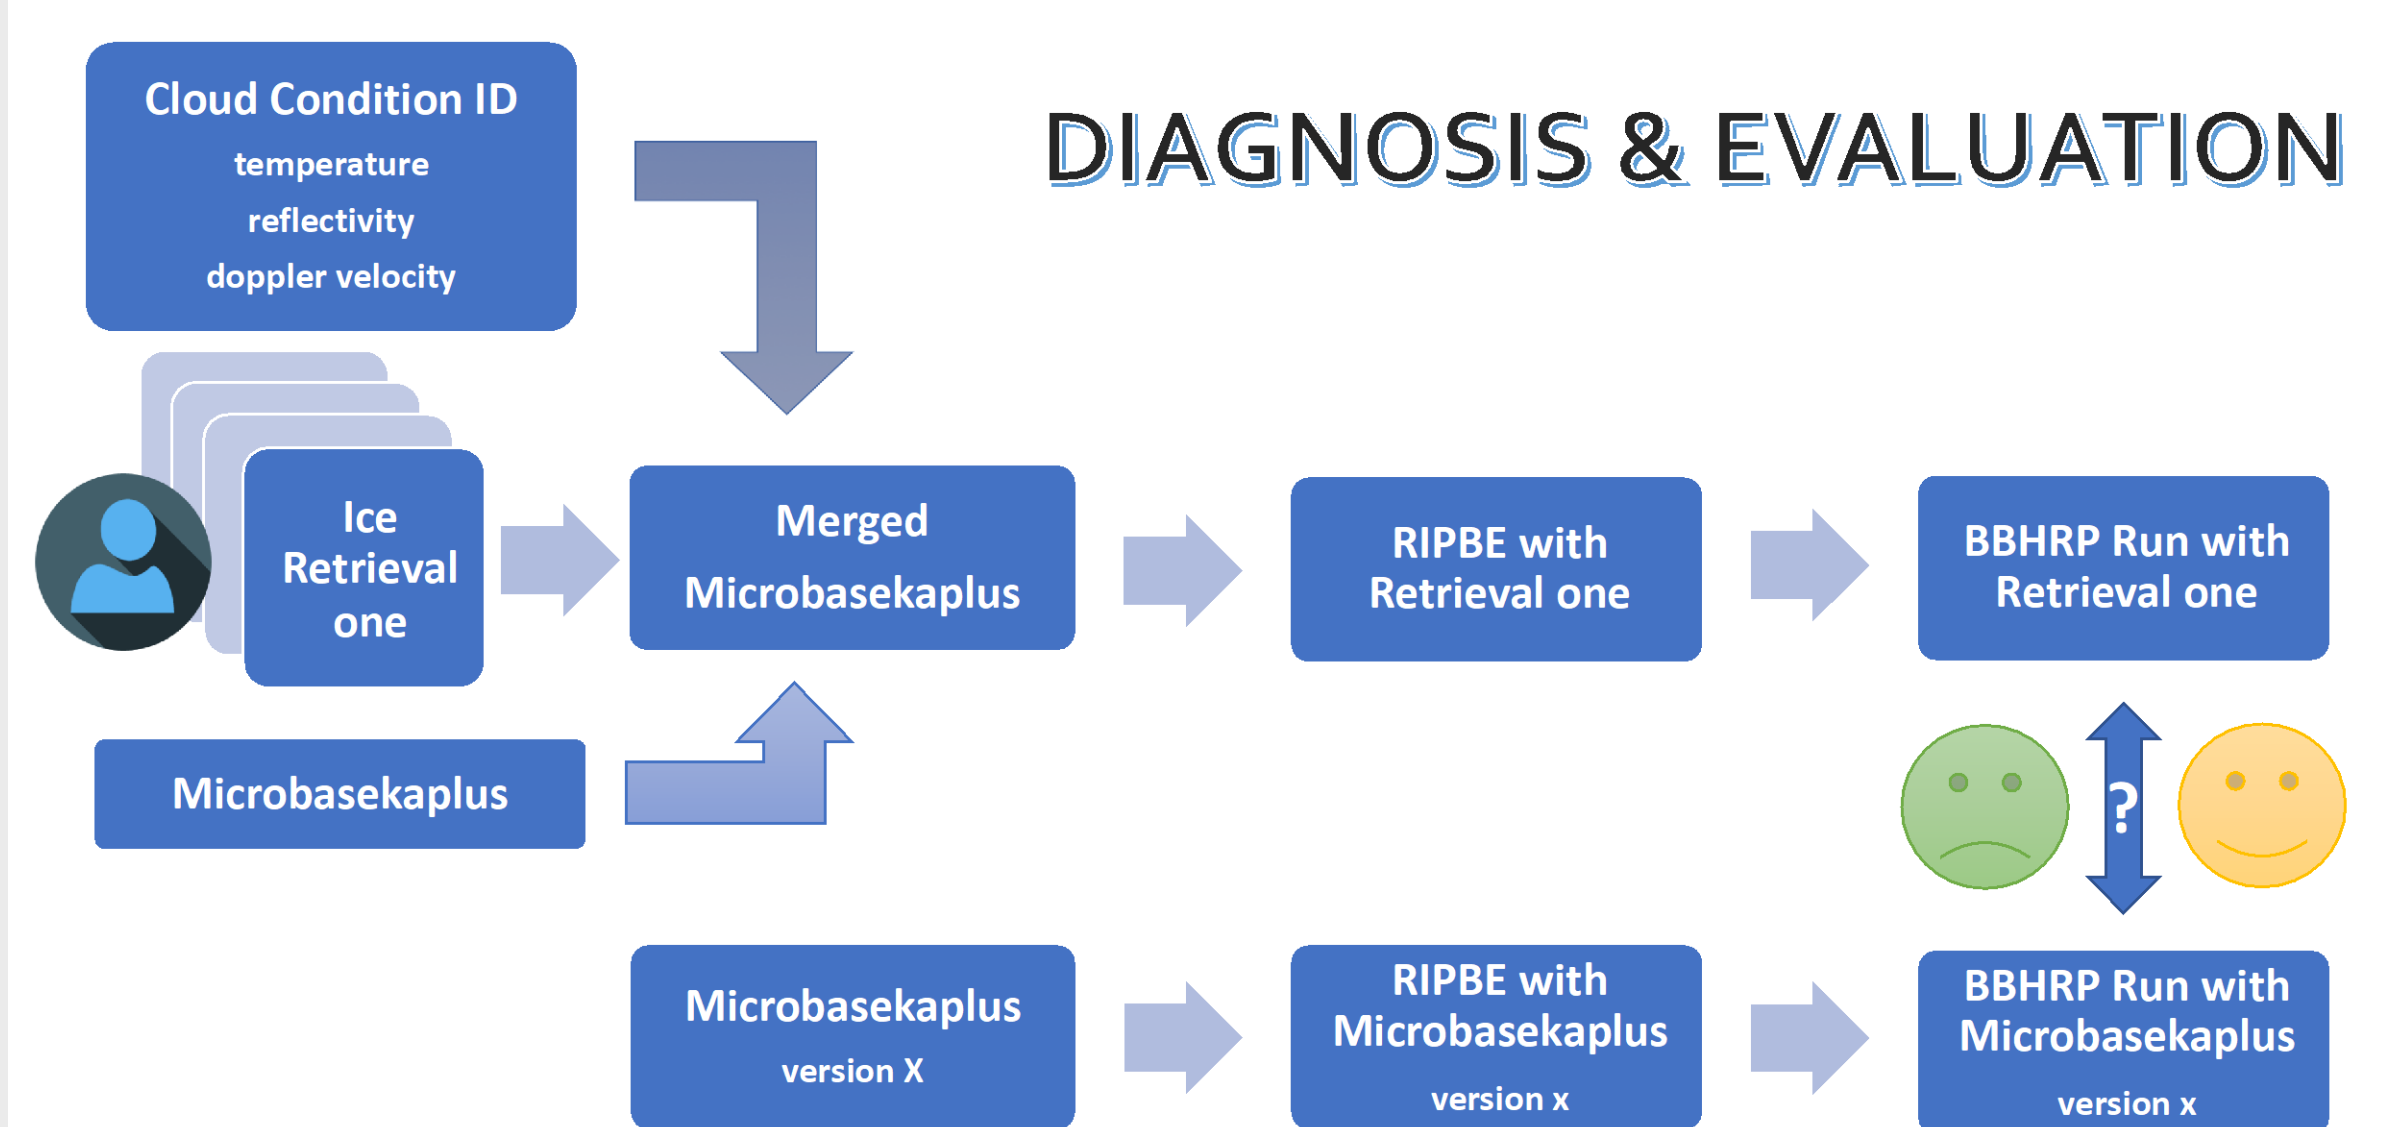 DIAGNOSIS & EVALUATION
Cloud Condition ID
temperature
reflectivity
doppler velocity
Ice
Retrieval
one
Merged
Microbasekaplus
RIPBE with
Retrieval one
BBHRP Run with
Retrieval one
Microbasekaplus
?
Microbasekaplus
version X
RIPBE with
Microbasekaplus
version x
BBHRP Run with
Microbasekaplus
version x